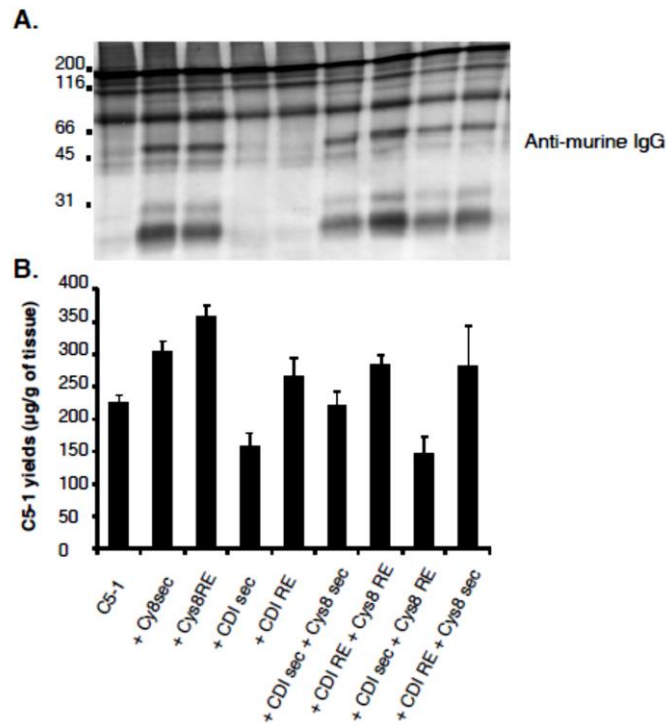 A.
200
116
66
45
31
Anti-murine IgG
B.
C5-1 yields (µg/g of tissue)
400
350
300
250
200
150
100
50
0
C5-1
+ Cy8sec
+ Cys8RE
+ CDI sec
+ CDI RE
+ CDI sec + Cys8 sec
+ CDI RE + Cys8 RE
+ CDI sec + Cys8 RE
+ CDI RE + Cys8 sec